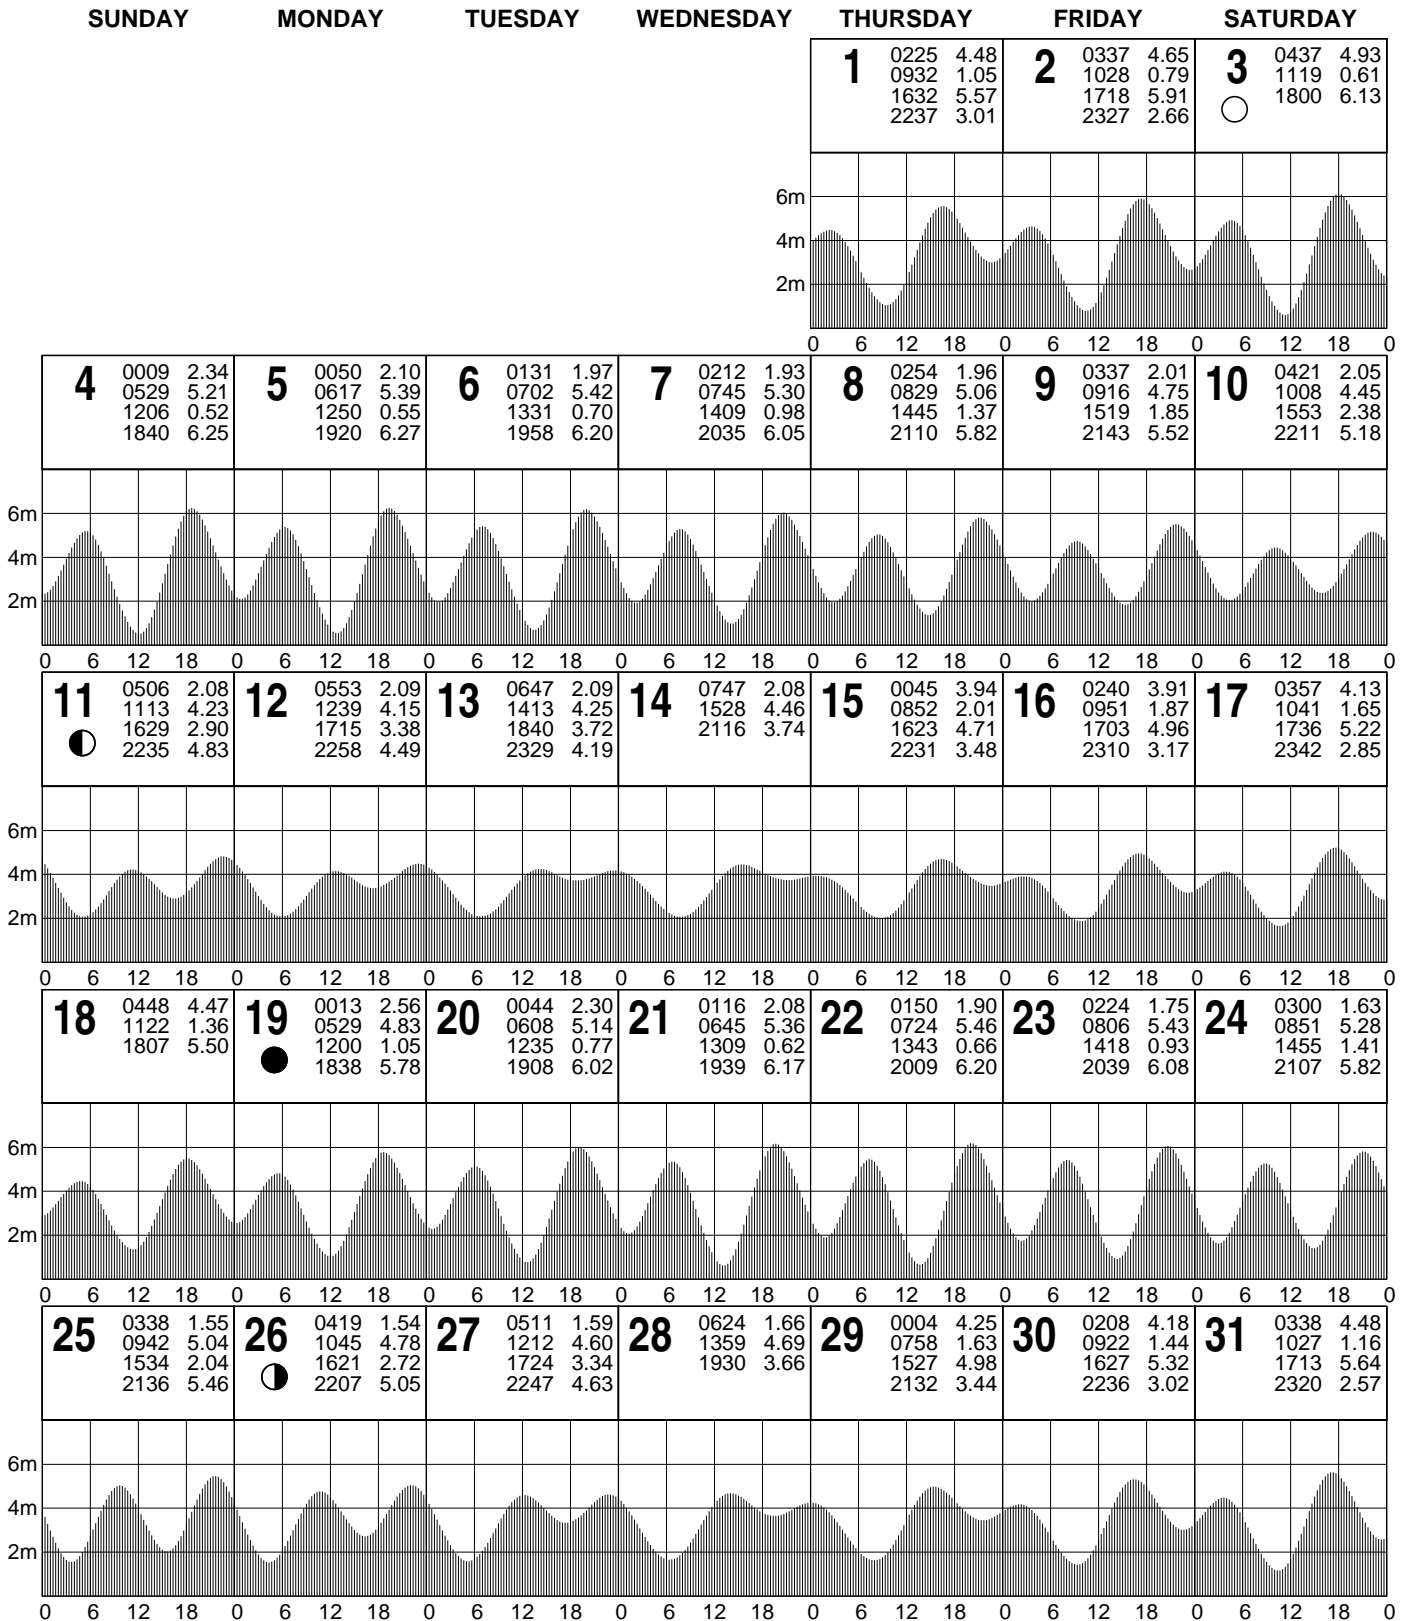 SUNDAY MONDAY TUESDAY WEDNESDAY THURSDAY FRIDAY SATURDAY
1 0225 4.48 2 0337 4.65 3 0437 4.93
0932 1.05 1028 0.79 1119 0.61
1632 5.57 1718 5.91 1800 6.13
2237 3.01 2327 2.66
6m
4m
2m
0 6 12 18 0 6 12 18 0 6 12 18 0
4 0009 2.34 5 0050 2.10 6 0131 1.97 7 0212 1.93 8 0254 1.96 9 0337 2.01 10 0421 2.05
0529 5.21 0617 5.39 0702 5.42 0745 5.30 0829 5.06 0916 4.75 1008 4.45
1206 0.52 1250 0.55 1331 0.70 1409 0.98 1445 1.37 1519 1.85 1553 2.38
1840 6.25 1920 6.27 1958 6.20 2035 6.05 2110 5.82 2143 5.52 2211 5.18
6m
4m
2m
0 6 12 18 0 6 12 18 0 6 12 18 0 6 12 18 0 6 12 18 0 6 12 18 0 6 12 18 0
11 0506 2.08 12 0553 2.09 13 0647 2.09 14 0747 2.08 15 0045 3.94 16 0240 3.91 17 0357 4.13
1113 4.23 1239 4.15 1413 4.25 1528 4.46 0852 2.01 0951 1.87 1041 1.65
1629 2.90 1715 3.38 1840 3.72 2116 3.74 1623 4.71 1703 4.96 1736 5.22
2235 4.83 2258 4.49 2329 4.19 2231 3.48 2310 3.17 2342 2.85
6m
4m
2m
0 6 12 18 0 6 12 18 0 6 12 18 0 6 12 18 0 6 12 18 0 6 12 18 0 6 12 18 0
18 0448 4.47 19 0013 2.56 20 0044 2.30 21 0116 2.08 22 0150 1.90 23 0224 1.75 24 0300 1.63
1122 1.36 0529 4.83 0608 5.14 0645 5.36 0724 5.46 0806 5.43 0851 5.28
1807 5.50 1200 1.05 1235 0.77 1309 0.62 1343 0.66 1418 0.93 1455 1.41
1838 5.78 1908 6.02 1939 6.17 2009 6.20 2039 6.08 2107 5.82
6m
4m
2m
0 6 12 18 0 6 12 18 0 6 12 18 0 6 12 18 0 6 12 18 0 6 12 18 0 6 12 18 0
25 0338 1.55 26 0419 1.54 27 0511 1.59 28 0624 1.66 29 0004 4.25 30 0208 4.18 31 0338 4.48
0942 5.04 1045 4.78 1212 4.60 1359 4.69 0758 1.63 0922 1.44 1027 1.16
1534 2.04 1621 2.72 1724 3.34 1930 3.66 1527 4.98 1627 5.32 1713 5.64
2136 5.46 2207 5.05 2247 4.63 2132 3.44 2236 3.02 2320 2.57
6m
4m
2m
0 6 12 18 0 6 12 18 0 6 12 18 0 6 12 18 0 6 12 18 0 6 12 18 0 6 12 18 0